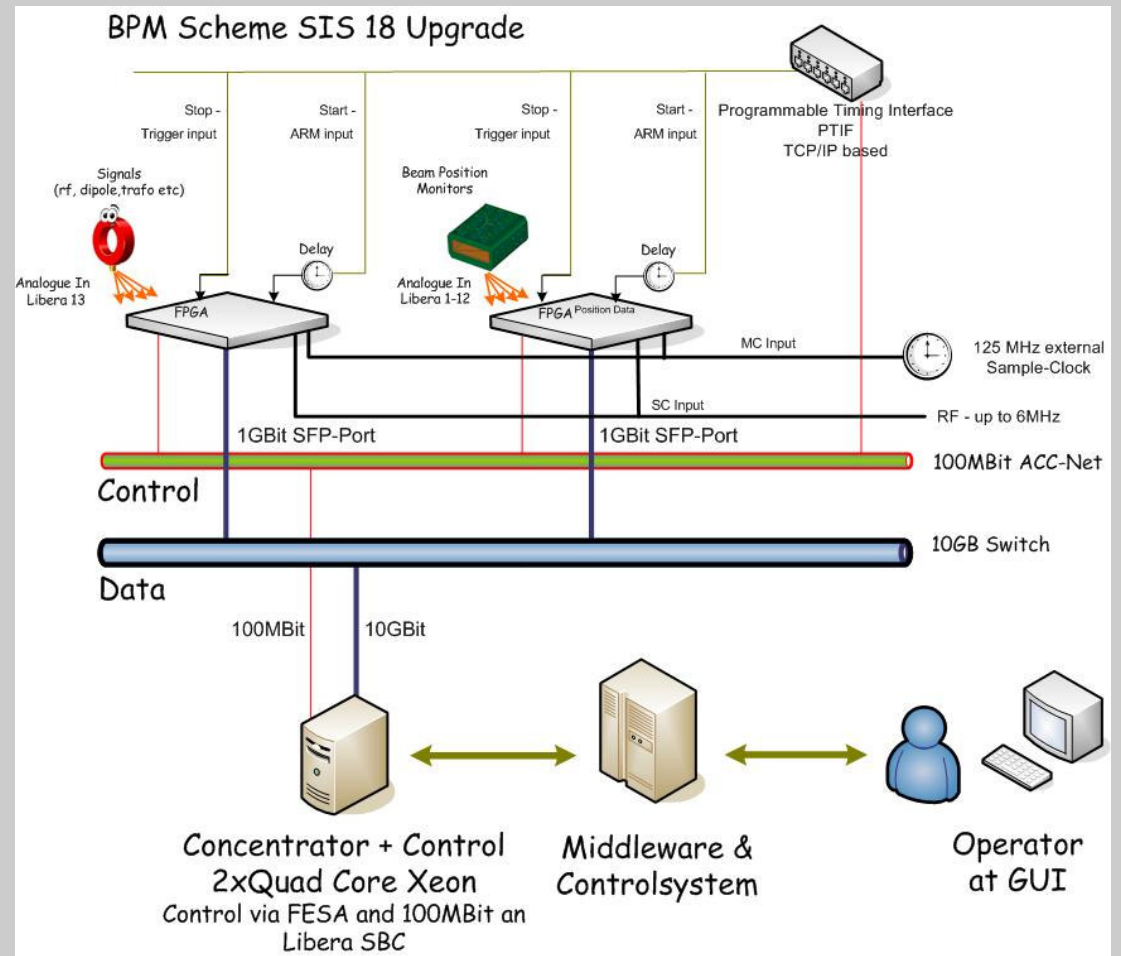 BPM Scheme SIS 18 Upgrade
Stop -
Trigger input
Start -
ARM input
Stop -
Trigger input
Start -
ARM input
Programmable Timing Interface
PTIF
TCP/IP based
Signals
(rf, dipole,trafo etc)
Beam Position
Monitors
Delay
Delay
Analogue In
Libera 13
Analogue In
Libera 1-12
FPGA
FPGA
Position Data
MC Input
125 MHz external
Sample-Clock
SC Input
RF - up to 6MHz
1GBit SFP-Port
1GBit SFP-Port
100MBit ACC-Net
Control
10GB Switch
Data
100MBit
10GBit
Concentrator + Control
2xQuad Core Xeon
Control via FESA and 100MBit an
Libera SBC
Middleware &
Controlsystem
Operator
at GUI